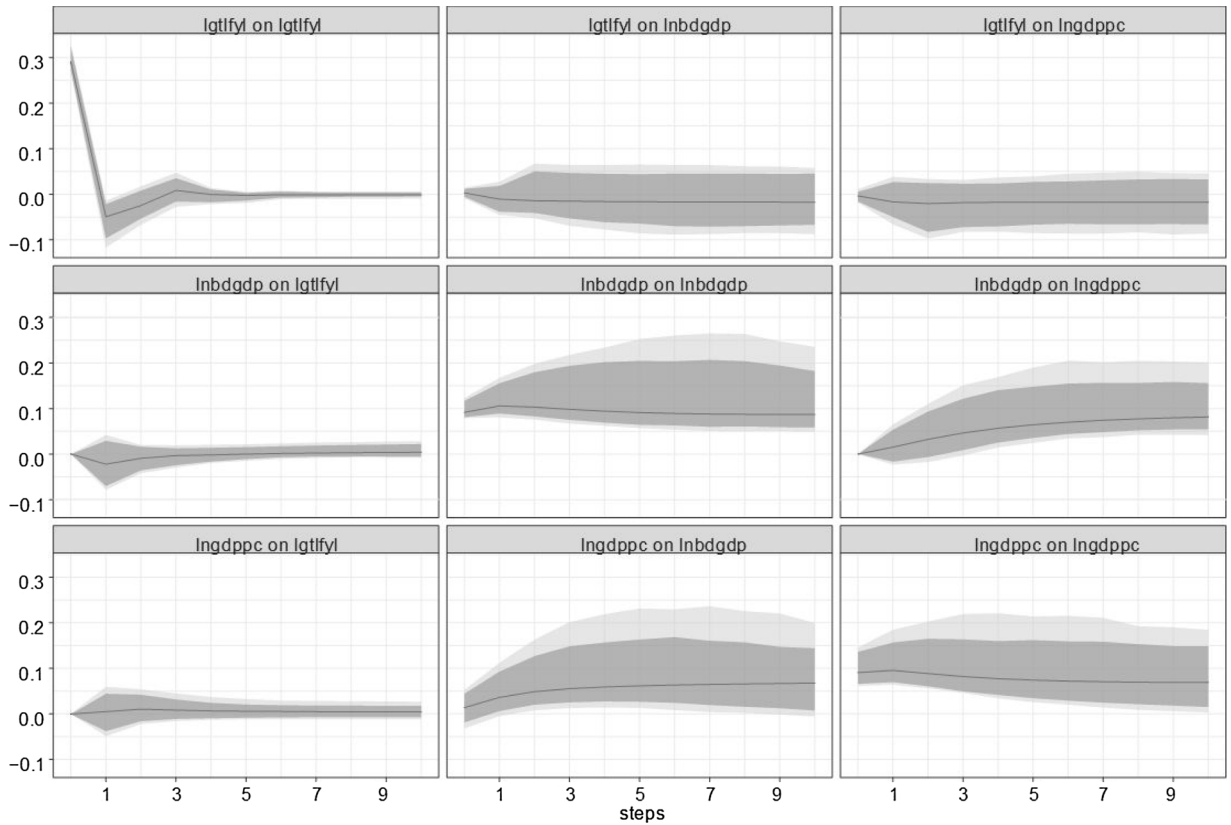 lgtlfyl on lgtlfyl
lgtlfyl on lnbdgdp
lgtlfyl on lngdppc
0.3
0.2
0.1
0.0
−0.1
lnbdgdp on lgtlfyl
lnbdgdp on lnbdgdp
lnbdgdp on lngdppc
0.3
0.2
0.1
0.0
−0.1
lngdppc on lgtlfyl
lngdppc on lnbdgdp
lngdppc on lngdppc
0.3
0.2
0.1
0.0
−0.1
1 3 5 7 9 1 3 5 7 9 1 3 5 7 9
steps